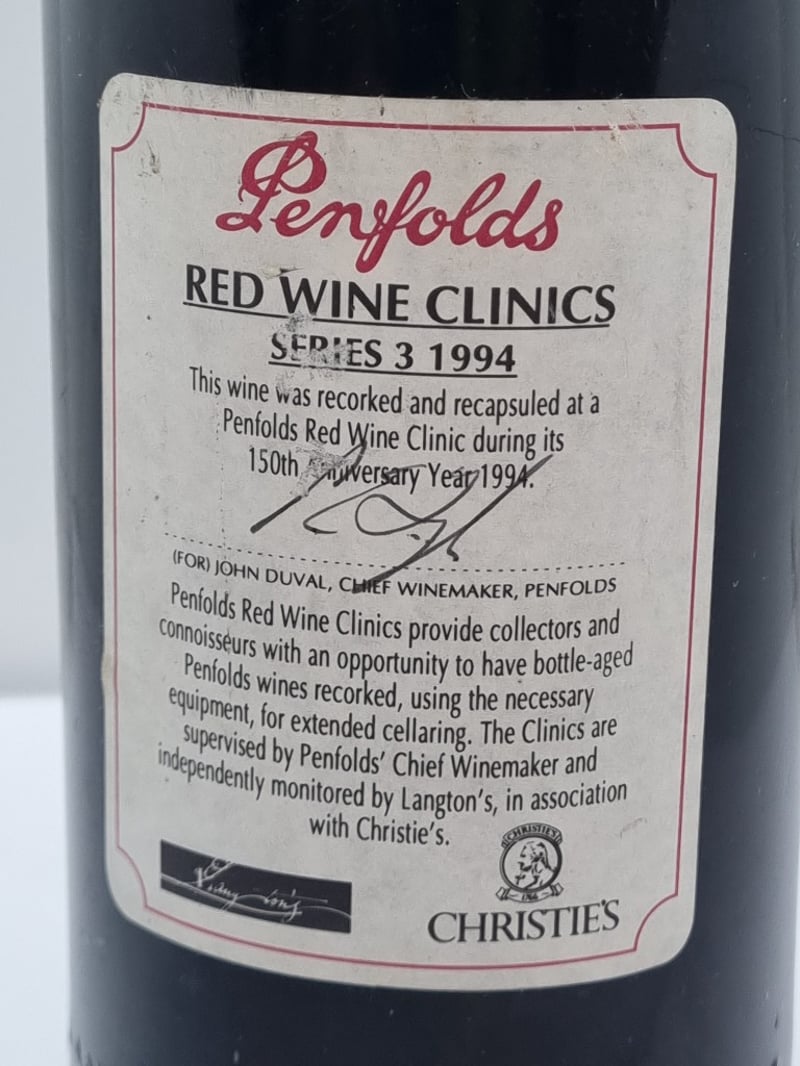 Penfolds
RED WINE CLINICS
SERIES 3 1994
This wine was recorked and recapsuled at a
Penfolds Red Wine Clinic during its
150th Anniversary Year 1994.
(FOR) JOHN DUVAL, CHIEF WINEMAKER, PENFOLDS
Penfolds Red Wine Clinics provide collectors and
connoisseurs with an opportunity to have bottle-aged
Penfolds wines recorked, using the necessary
equipment, for extended cellaring. The Clinics are
supervised by Penfolds' Chief Winemaker and
independently monitored by Langton's, in association
with Christie's.
CHRISTIE'S
1766
Langton's
CHRISTIE'S